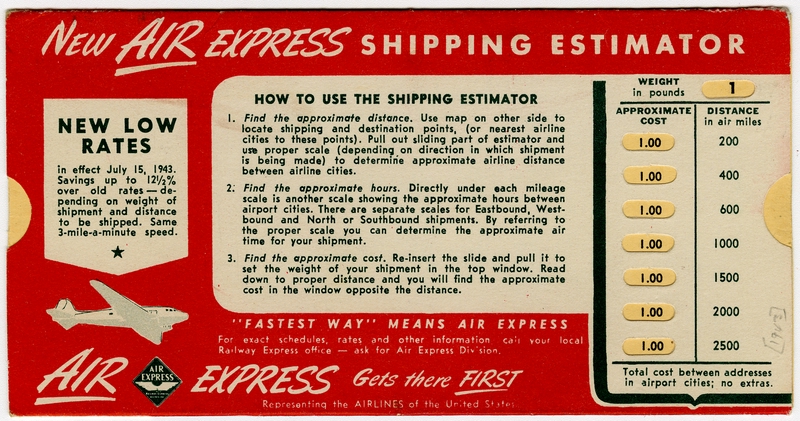 NEW AIR EXPRESS SHIPPING ESTIMATOR
NEW LOW
RATES
in effect July 15, 1943.
Savings up to 12½%
over old rates — de-
pending on weight of
shipment and distance
to be shipped. Same
3-mile-a-minute speed.
HOW TO USE THE SHIPPING ESTIMATOR
1. Find the approximate distance. Use map on other side to
locate shipping and destination points, (or nearest airline
cities to these points). Pull out sliding part of estimator and
use proper scale (depending on direction in which shipment
is being made) to determine approximate airline distance
between airline cities.
2. Find the approximate hours. Directly under each mileage
scale is another scale showing the approximate hours between
airport cities. There are separate scales for Eastbound, West-
bound and North or Southbound shipments. By referring to
the proper scale you can determine the approximate air
time for your shipment.
3. Find the approximate cost. Re-insert the slide and pull it to
set the weight of your shipment in the top window. Read
down to proper distance and you will find the approximate
cost in the window opposite the distance.
"FASTEST WAY" MEANS AIR EXPRESS
For exact schedules, rates and other information call your local
Railway Express office — ask for Air Express Division.
AIR EXPRESS Gets there FIRST
AIR
EXPRESS
Representing the AIRLINES of the United States
WEIGHT
in pounds 1
APPROXIMATE COST DISTANCE in air miles
1.00 200
1.00 400
1.00 600
1.00 1000
1.00 1500
1.00 2000
1.00 2500
Total cost between addresses
in airport cities; no extras.